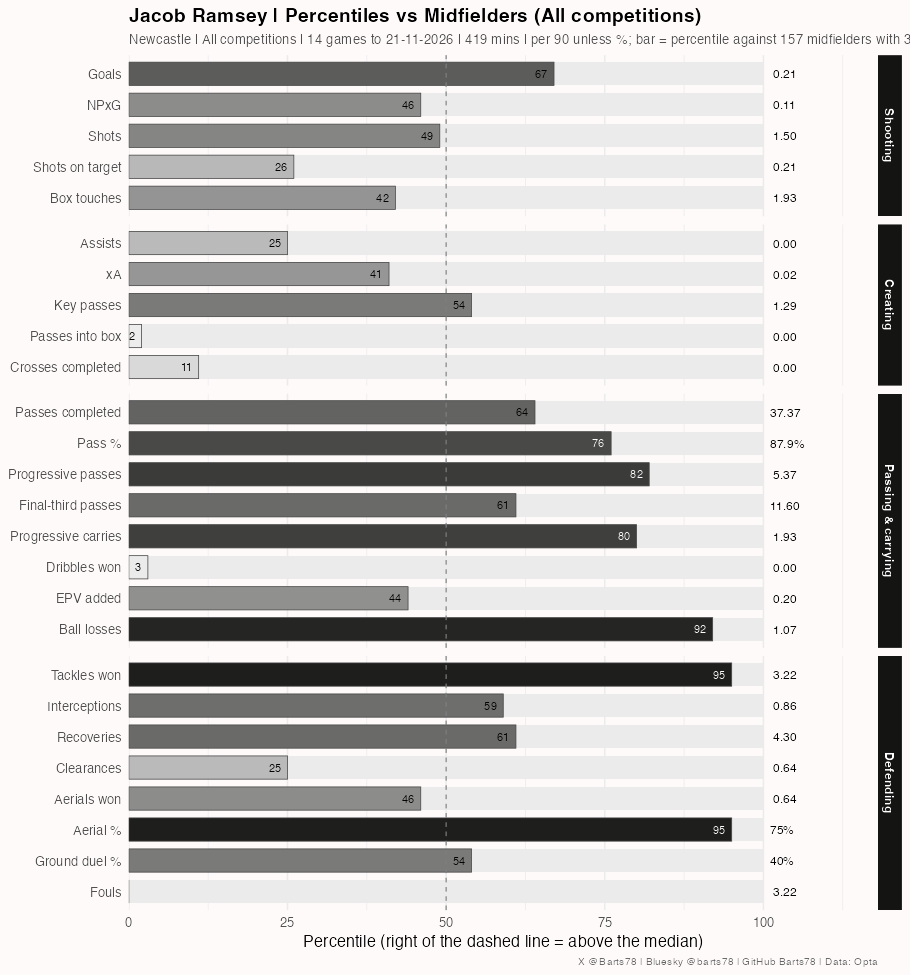 Jacob Ramsey | Percentiles vs Midfielders (All competitions)
Newcastle | All competitions | 14 games to 21-11-2026 | 419 mins | per 90 unless %; bar = percentile against 157 midfielders with 3
Goals 67 0.21
NPxG 46 0.11
Shots 49 1.50
Shots on target 26 0.21
Box touches 42 1.93
Shooting
Assists 25 0.00
xA 41 0.02
Key passes 54 1.29
Passes into box 2 0.00
Crosses completed 11 0.00
Creating
Passes completed 64 37.37
Pass % 76 87.9%
Progressive passes 82 5.37
Final-third passes 61 11.60
Progressive carries 80 1.93
Dribbles won 3 0.00
EPV added 44 0.20
Ball losses 92 1.07
Passing & carrying
Tackles won 95 3.22
Interceptions 59 0.86
Recoveries 61 4.30
Clearances 25 0.64
Aerials won 46 0.64
Aerial % 95 75%
Ground duel % 54 40%
Fouls 3.22
Defending
0 25 50 75 100
Percentile (right of the dashed line = above the median)
X @Barts78 | Bluesky @barts78 | GitHub Barts78 | Data: Opta